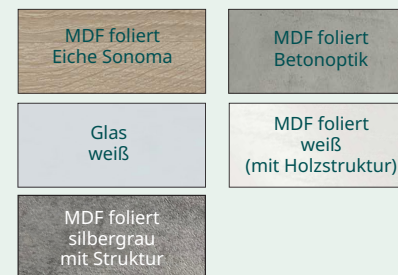 MDF foliert
Eiche Sonoma
MDF foliert
Betonoptik
Glas
weiß
MDF foliert
weiß
(mit Holzstruktur)
MDF foliert
silbergrau
mit Struktur